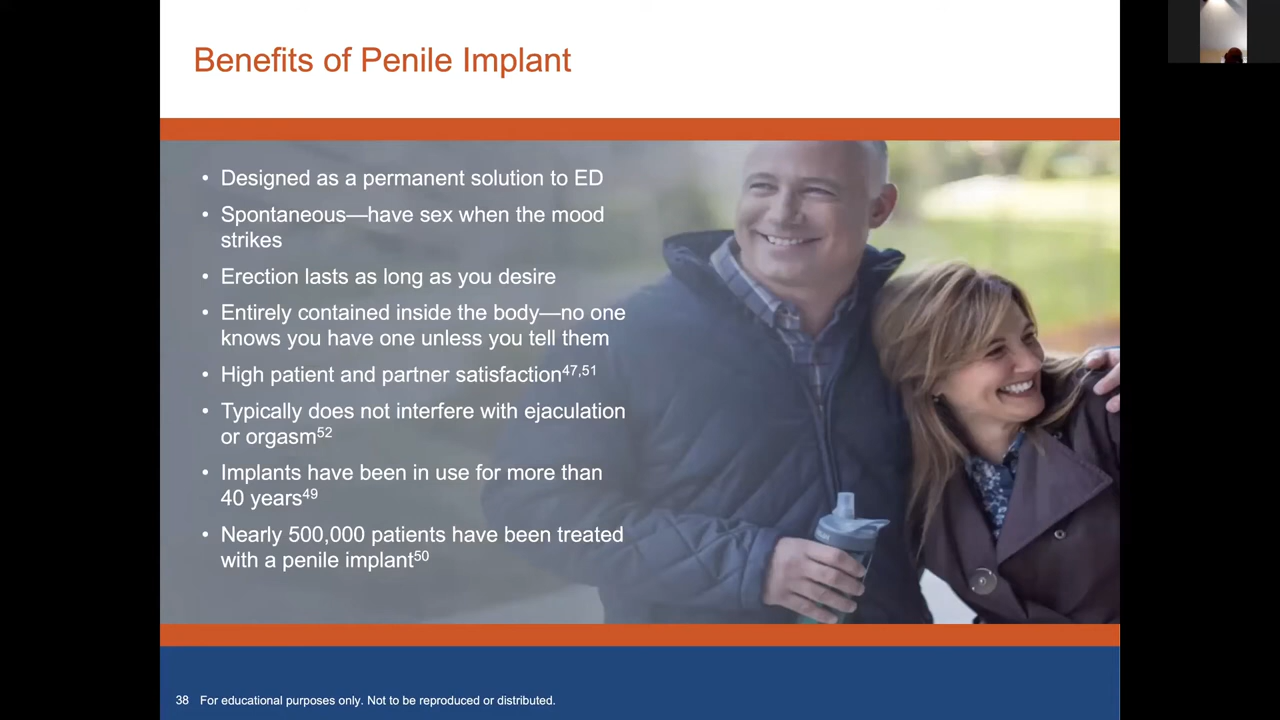 Benefits of Penile Implant
• Designed as a permanent solution to ED
• Spontaneous—have sex when the mood
strikes
• Erection lasts as long as you desire
• Entirely contained inside the body—no one
knows you have one unless you tell them
• High patient and partner satisfaction47,51
• Typically does not interfere with ejaculation
or orgasm52
• Implants have been in use for more than
40 years49
• Nearly 500,000 patients have been treated
with a penile implant50
38 For educational purposes only. Not to be reproduced or distributed.